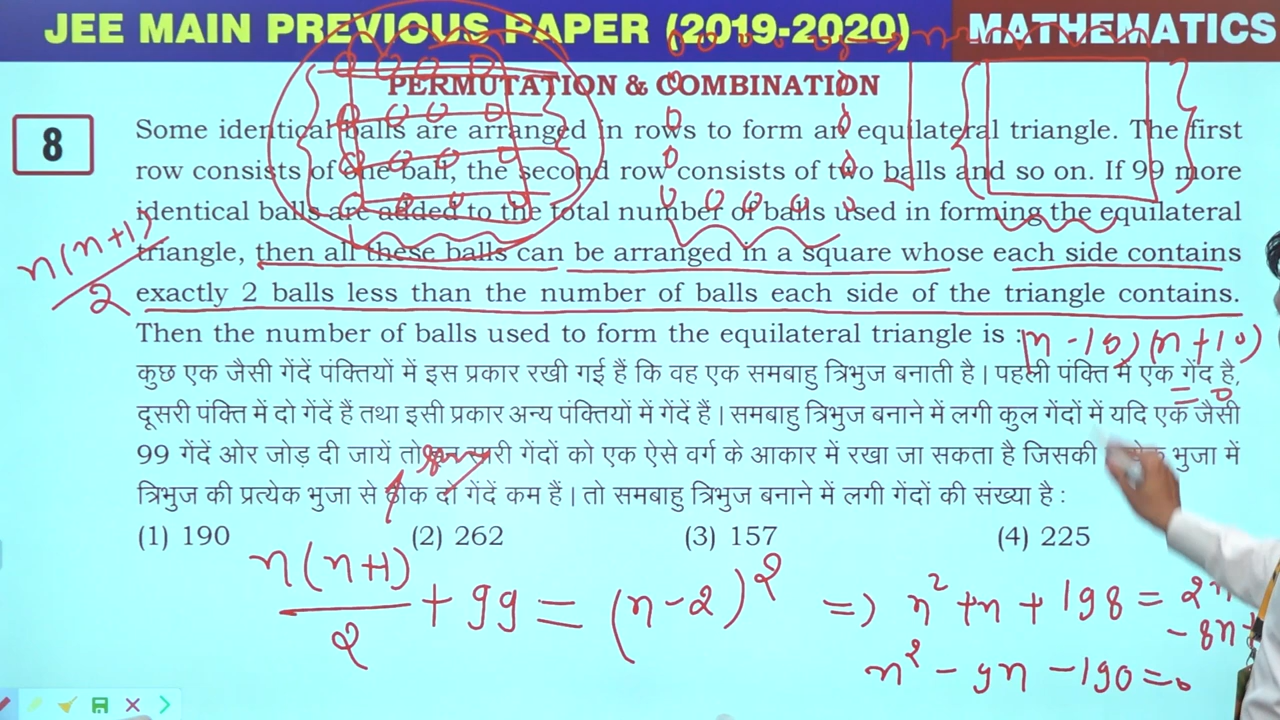 JEE MAIN PREVIOUS PAPER (2019-2020) MATHEMATICS
PERMUTATION & COMBINATION
8
Some identical balls are arranged in rows to form an equilateral triangle. The first
row consists of one ball, the second row consists of two balls and so on. If 99 more
identical balls are added to the total number of balls used in forming the equilateral
triangle, then all these balls can be arranged in a square whose each side contains
exactly 2 balls less than the number of balls each side of the triangle contains.
Then the number of balls used to form the equilateral triangle is :
n(n+1)
2
(n-19)(n+10)
=0
कुछ एक जैसी गेंदें पंक्तियों में इस प्रकार रखी गई हैं कि वह एक समबाहु त्रिभुज बनाती है। पहली पंक्ति में एक गेंद है,
दूसरी पंक्ति में दो गेंदें हैं तथा इसी प्रकार अन्य पंक्तियों में गेंदें हैं। समबाहु त्रिभुज बनाने में लगी कुल गेंदों में यदि एक जैसी
99 गेंदें ओर जोड़ दी जायें तो सारी गेंदों को एक ऐसे वर्ग के आकार में रखा जा सकता है जिसकी भुजा में
त्रिभुज की प्रत्येक भुजा से ठीक दो गेंदें कम हैं। तो समबाहु त्रिभुज बनाने में लगी गेंदों की संख्या है :
(1) 190 (2) 262 (3) 157 (4) 225
n(n+1)/2 + 99 = (n-2)² => n² + n + 198 = 2n
- 8n+
n² - 9n - 190 = 0